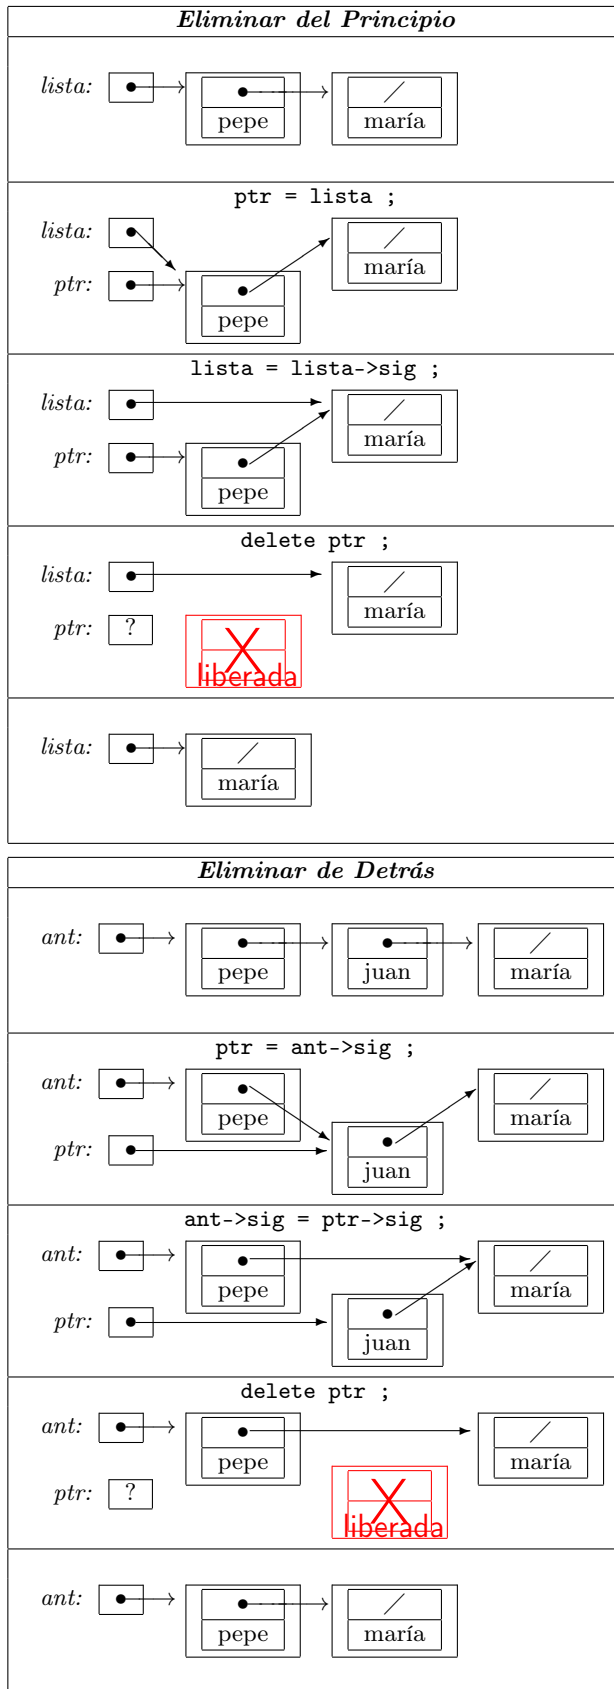 Eliminar del Principio
lista:
pepe
maría
ptr = lista ;
lista:
maría
ptr:
pepe
lista = lista->sig ;
lista:
maría
ptr:
pepe
delete ptr ;
lista:
maría
ptr: ?
X
liberada
lista:
maría
Eliminar de Detrás
ant:
pepe juan maría
ptr = ant->sig ;
ant:
pepe maría
ptr:
juan
ant->sig = ptr->sig ;
ant:
pepe maría
ptr:
juan
delete ptr ;
ant:
pepe maría
ptr: ?
X
liberada
ant:
pepe maría